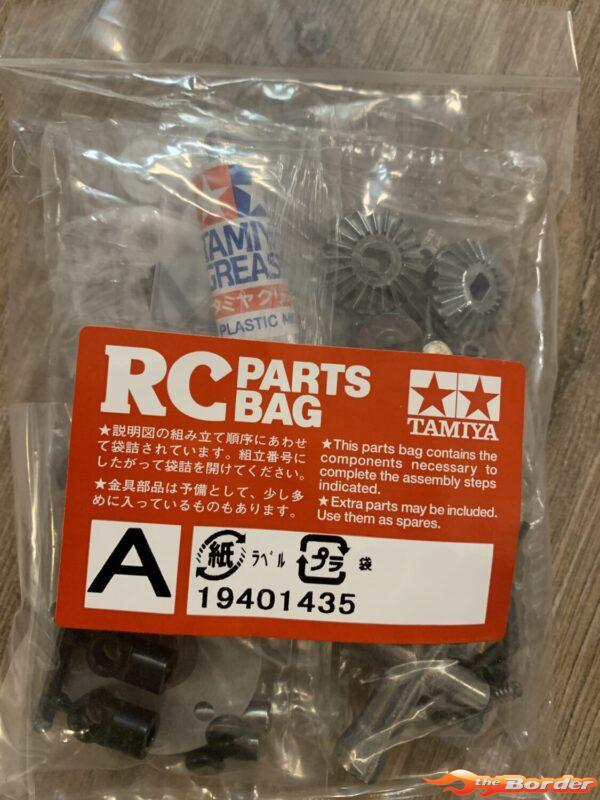 TAMIYA
GREAS
タミヤグリ
PLASTIC
RC PARTS
BAG
TAMIYA
★説明図の組み立て順序にあわせ
て袋詰されています。組立番号に
したがって袋詰を開けてください。
★金具部品は予備として、少し多
めに入っているものもあります。
★This parts bag contains the
components necessary to
complete the assembly steps
indicated.
★Extra parts may be included.
Use them as spares.
A
紙 ラベル プラ 袋
19401435
the Border